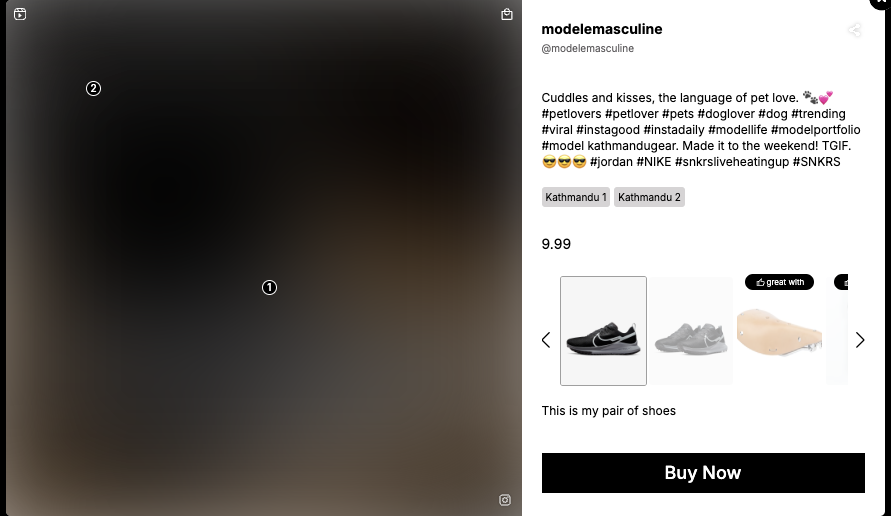 2
1
modelemasculine
@modelemasculine
Cuddles and kisses, the language of pet love. 🐾💕
#petlovers #petlover #pets #doglover #dog #trending
#viral #instagood #instadaily #modellife #modelportfolio
#model kathmandugear. Made it to the weekend! TGIF.
😎😎😎 #jordan #NIKE #snkrsliveheatingup #SNKRS
Kathmandu 1 Kathmandu 2
9.99
great with
This is my pair of shoes
Buy Now